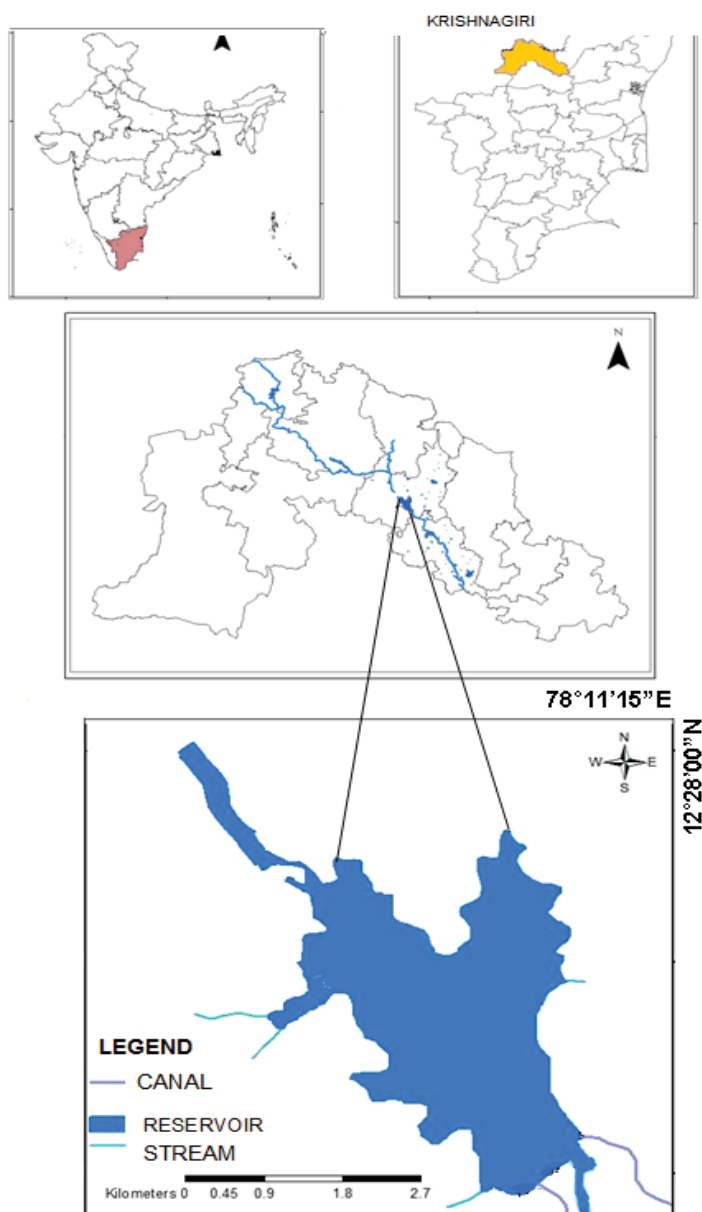 KRISHNAGIRI
N
78°11'15”E
12°28'00”N
N
W E
S
LEGEND
CANAL
RESERVOIR
STREAM
Kilometers 0 0.45 0.9 1.8 2.7